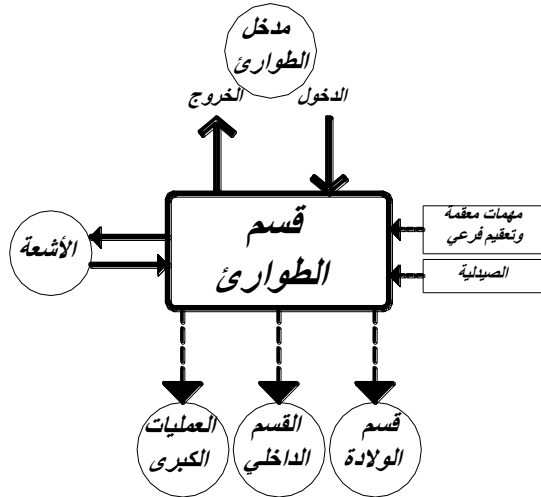 مدخل
الطوارئ
الدخول
الخروج
قسم
الطوارئ
مهمات معقمة
وتعقيم فرعي
الصيدلية
الأشعة
قسم
الولادة
القسم
الداخلي
العمليات
الكبرى